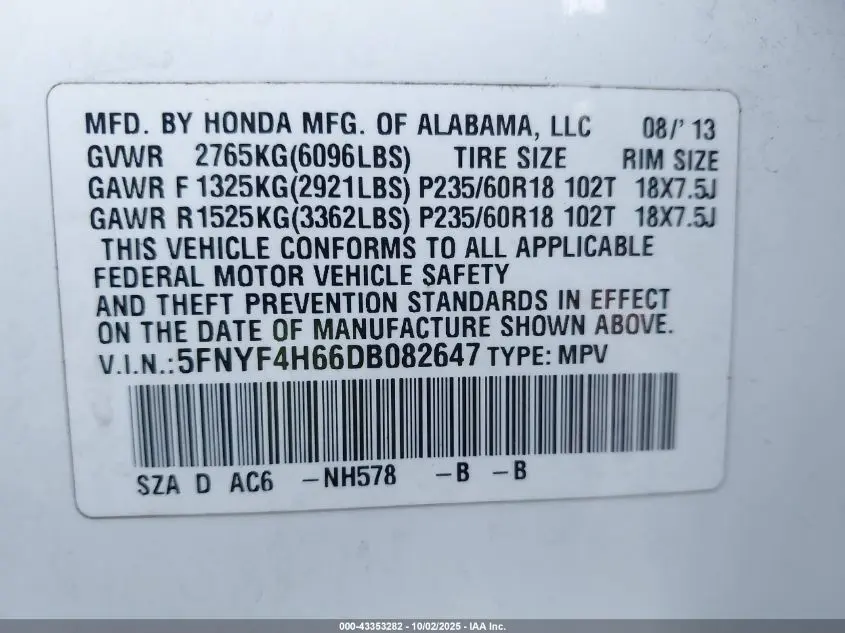 MFD. BY HONDA MFG. OF ALABAMA, LLC 08/' 13
GVWR 2765KG(6096LBS) TIRE SIZE RIM SIZE
GAWR F 1325KG(2921LBS) P235/60R18 102T 18X7.5J
GAWR R 1525KG(3362LBS) P235/60R18 102T 18X7.5J
THIS VEHICLE CONFORMS TO ALL APPLICABLE
FEDERAL MOTOR VEHICLE SAFETY
AND THEFT PREVENTION STANDARDS IN EFFECT
ON THE DATE OF MANUFACTURE SHOWN ABOVE.
V.I.N.:5FNYF4H66DB082647 TYPE: MPV
SZA D AC6 -NH578 -B -B
000-43353282 - 10/02/2025 - IAA Inc.